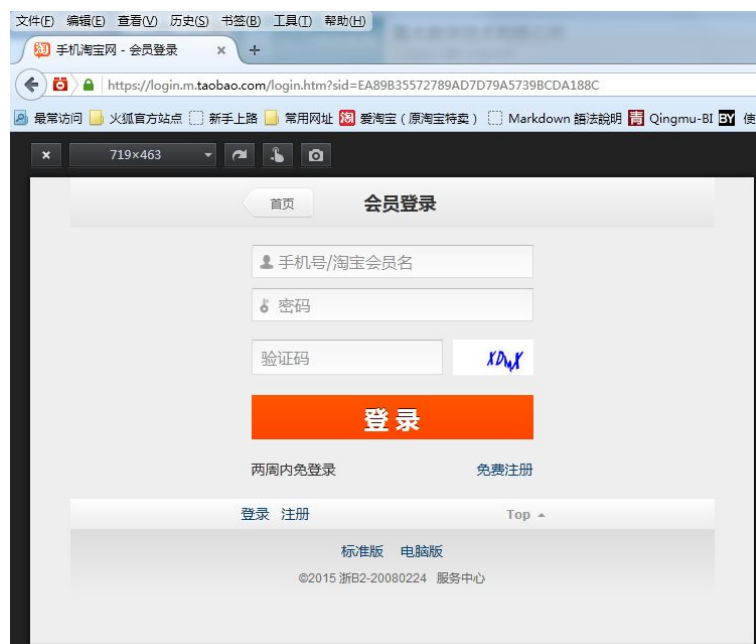 文件(F) 编辑(E) 查看(V) 历史(S) 书签(B) 工具(T) 帮助(H)
淘 手机淘宝网 - 会员登录 × +
https://login.m.taobao.com/login.htm?sid=EA89B35572789AD7D79A5739BCDA188C
最常访问 火狐官方站点 新手上路 常用网址 淘 爱淘宝（原淘宝特卖） Markdown 語法說明 青 Qingmu-BI BY 使
× 719×463
首页 会员登录
手机号/淘宝会员名
密码
验证码
登 录
两周内免登录 免费注册
登录 注册 Top
标准版 电脑版
©2015 浙B2-20080224 服务中心